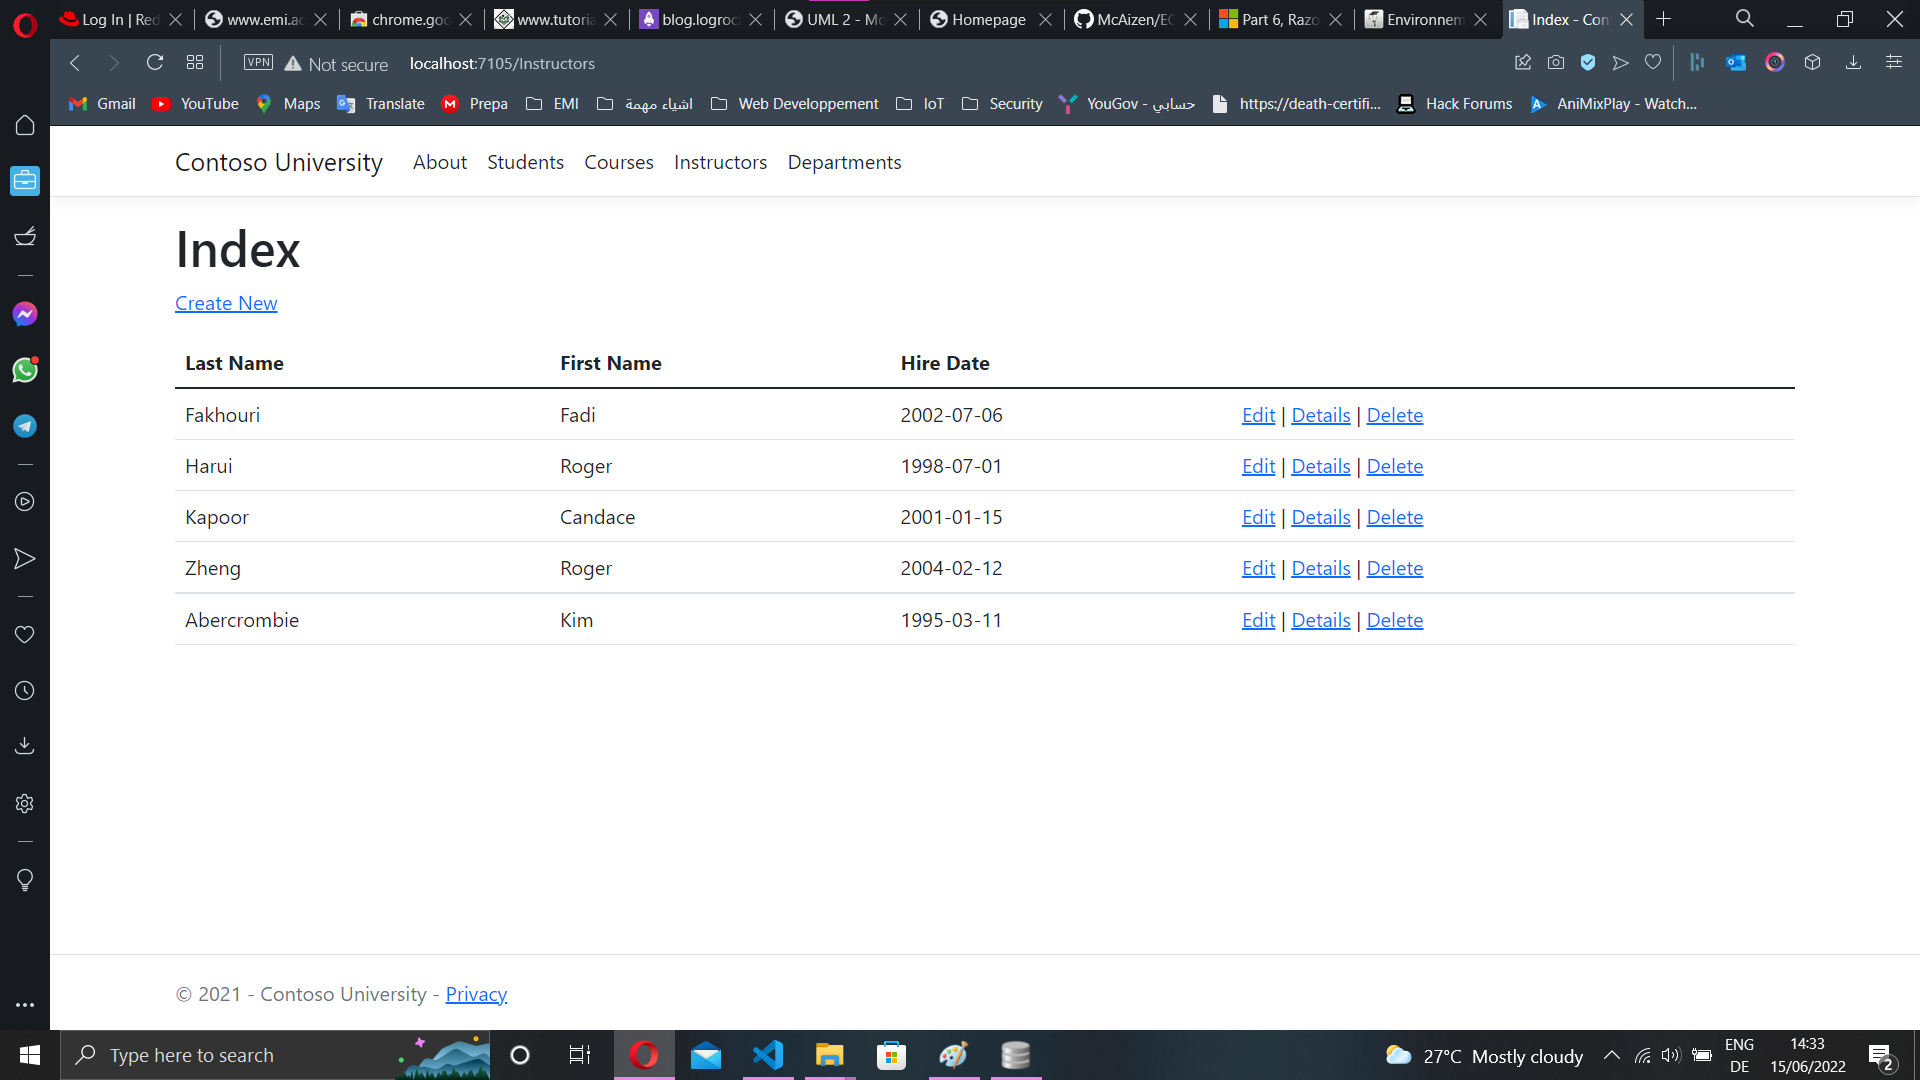 Log In | Red
www.emi.ac
chrome.goo
www.tutoria
blog.logrock
UML 2 - Mo
Homepage
McAizen/EC
Part 6, Razo
Environnem
Index - Con
VPN
Not secure
localhost:7105/Instructors
Gmail
YouTube
Maps
Translate
Prepa
EMI
اشياء مهمة
Web Developpement
IoT
Security
YouGov - حسابي
https://death-certifi...
Hack Forums
AniMixPlay - Watch...
Contoso University About Students Courses Instructors Departments
Index
Create New
Last Name First Name Hire Date
Fakhouri Fadi 2002-07-06 Edit | Details | Delete
Harui Roger 1998-07-01 Edit | Details | Delete
Kapoor Candace 2001-01-15 Edit | Details | Delete
Zheng Roger 2004-02-12 Edit | Details | Delete
Abercrombie Kim 1995-03-11 Edit | Details | Delete
© 2021 - Contoso University - Privacy
Type here to search
27°C Mostly cloudy
ENG
DE
14:33
15/06/2022
2